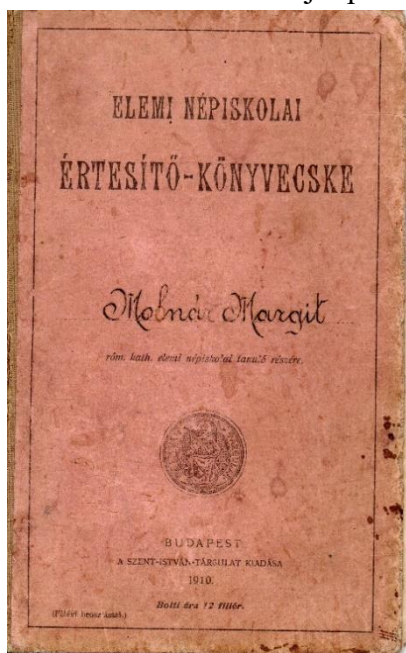 ELEMI NÉPISKOLAI
ÉRTESÍTŐ-KÖNYVECSKE
Molnár Margit
róm. kath. elemi népiskolai tanuló részére.
BUDAPEST
A SZENT-ISTVÁN-TÁRSULAT KIADÁSA
1910.
Bolti ára 12 fillér.